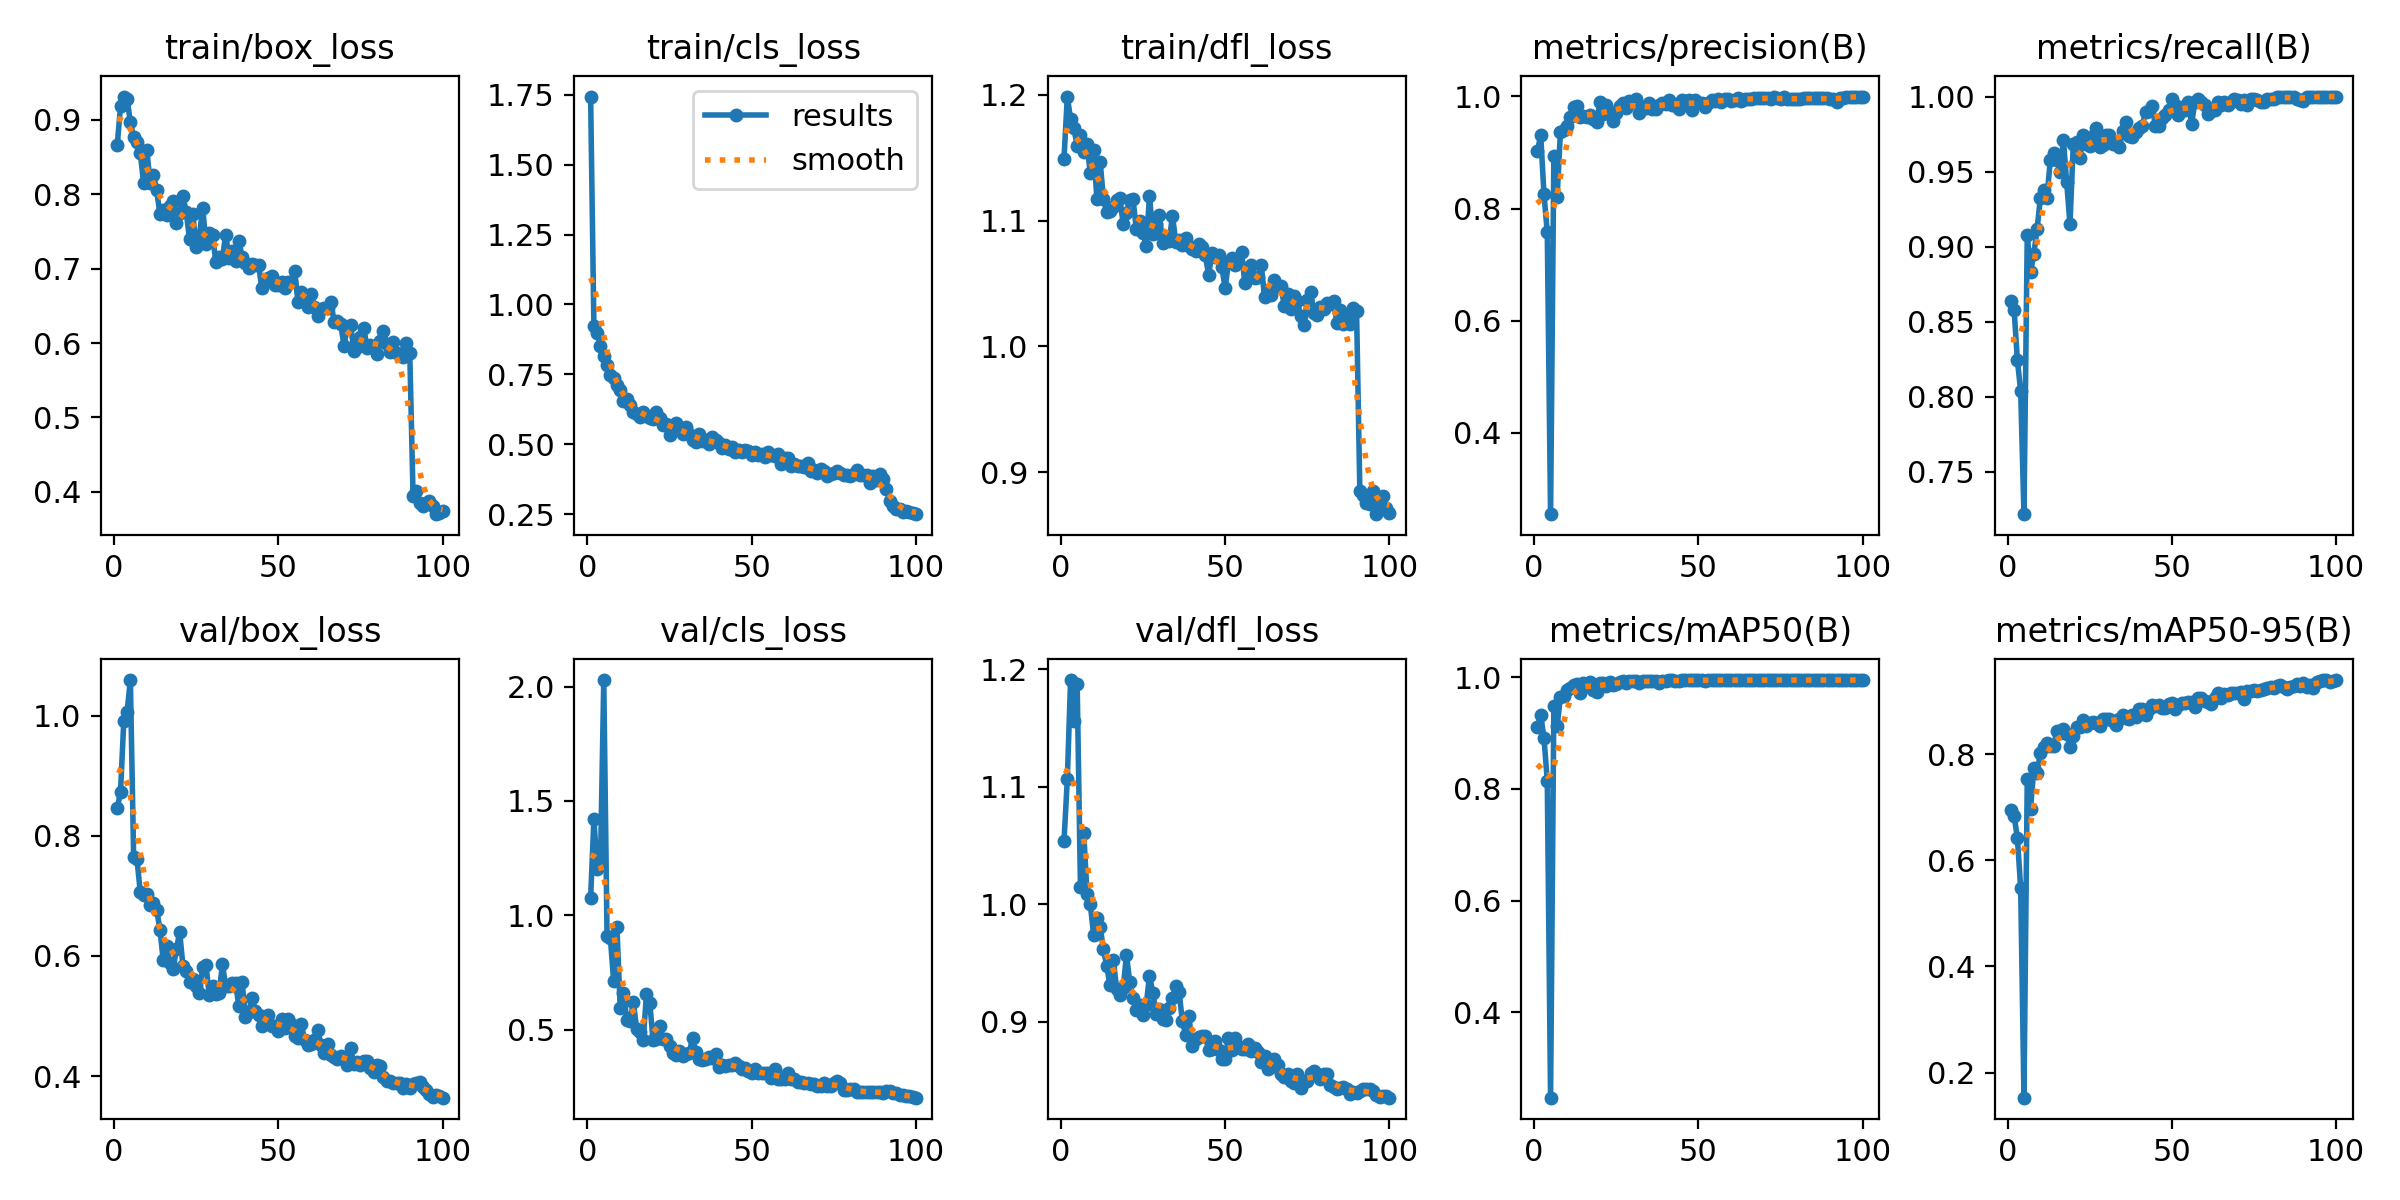 train/box_loss
0.9
0.8
0.7
0.6
0.5
0.4
0 50 100
train/cls_loss
results
smooth
1.75
1.50
1.25
1.00
0.75
0.50
0.25
0 50 100
train/dfl_loss
1.2
1.1
1.0
0.9
0 50 100
metrics/precision(B)
1.0
0.8
0.6
0.4
0 50 100
metrics/recall(B)
1.00
0.95
0.90
0.85
0.80
0.75
0 50 100
val/box_loss
1.0
0.8
0.6
0.4
0 50 100
val/cls_loss
2.0
1.5
1.0
0.5
0 50 100
val/dfl_loss
1.2
1.1
1.0
0.9
0 50 100
metrics/mAP50(B)
1.0
0.8
0.6
0.4
0 50 100
metrics/mAP50-95(B)
0.8
0.6
0.4
0.2
0 50 100